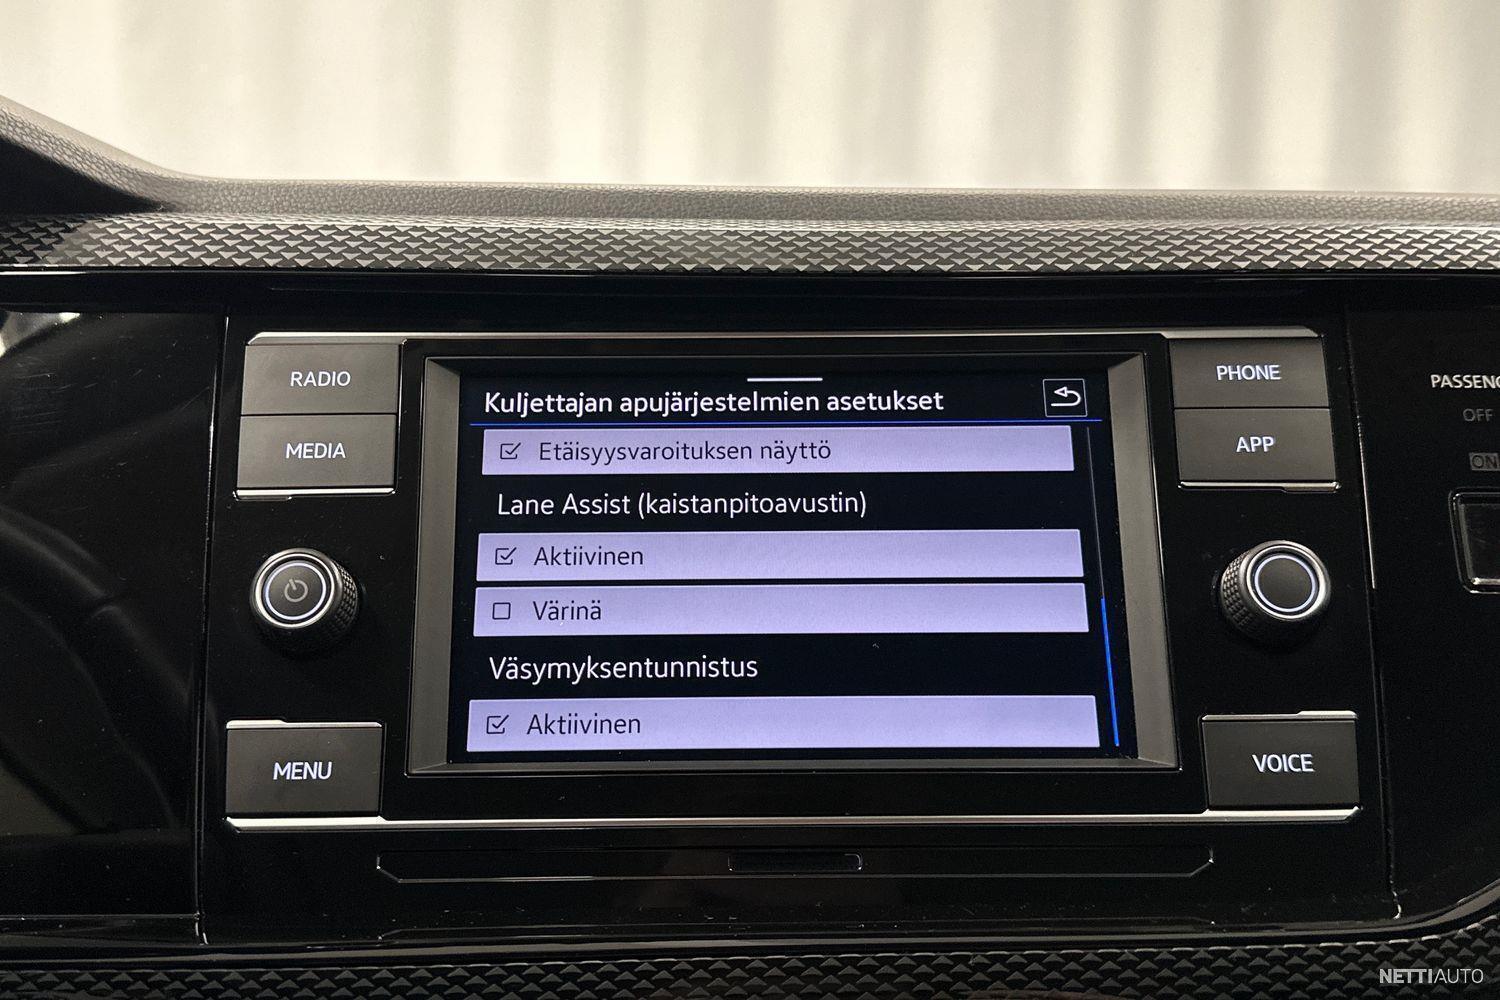 RADIO
MEDIA
MENU
Kuljettajan apujärjestelmien asetukset
Etäisyysvaroituksen näyttö
Lane Assist (kaistanpitoavustin)
Aktiivinen
Värinä
Väsymyksentunnistus
Aktiivinen
PHONE
APP
VOICE
OFF
ON
NETTIAUTO